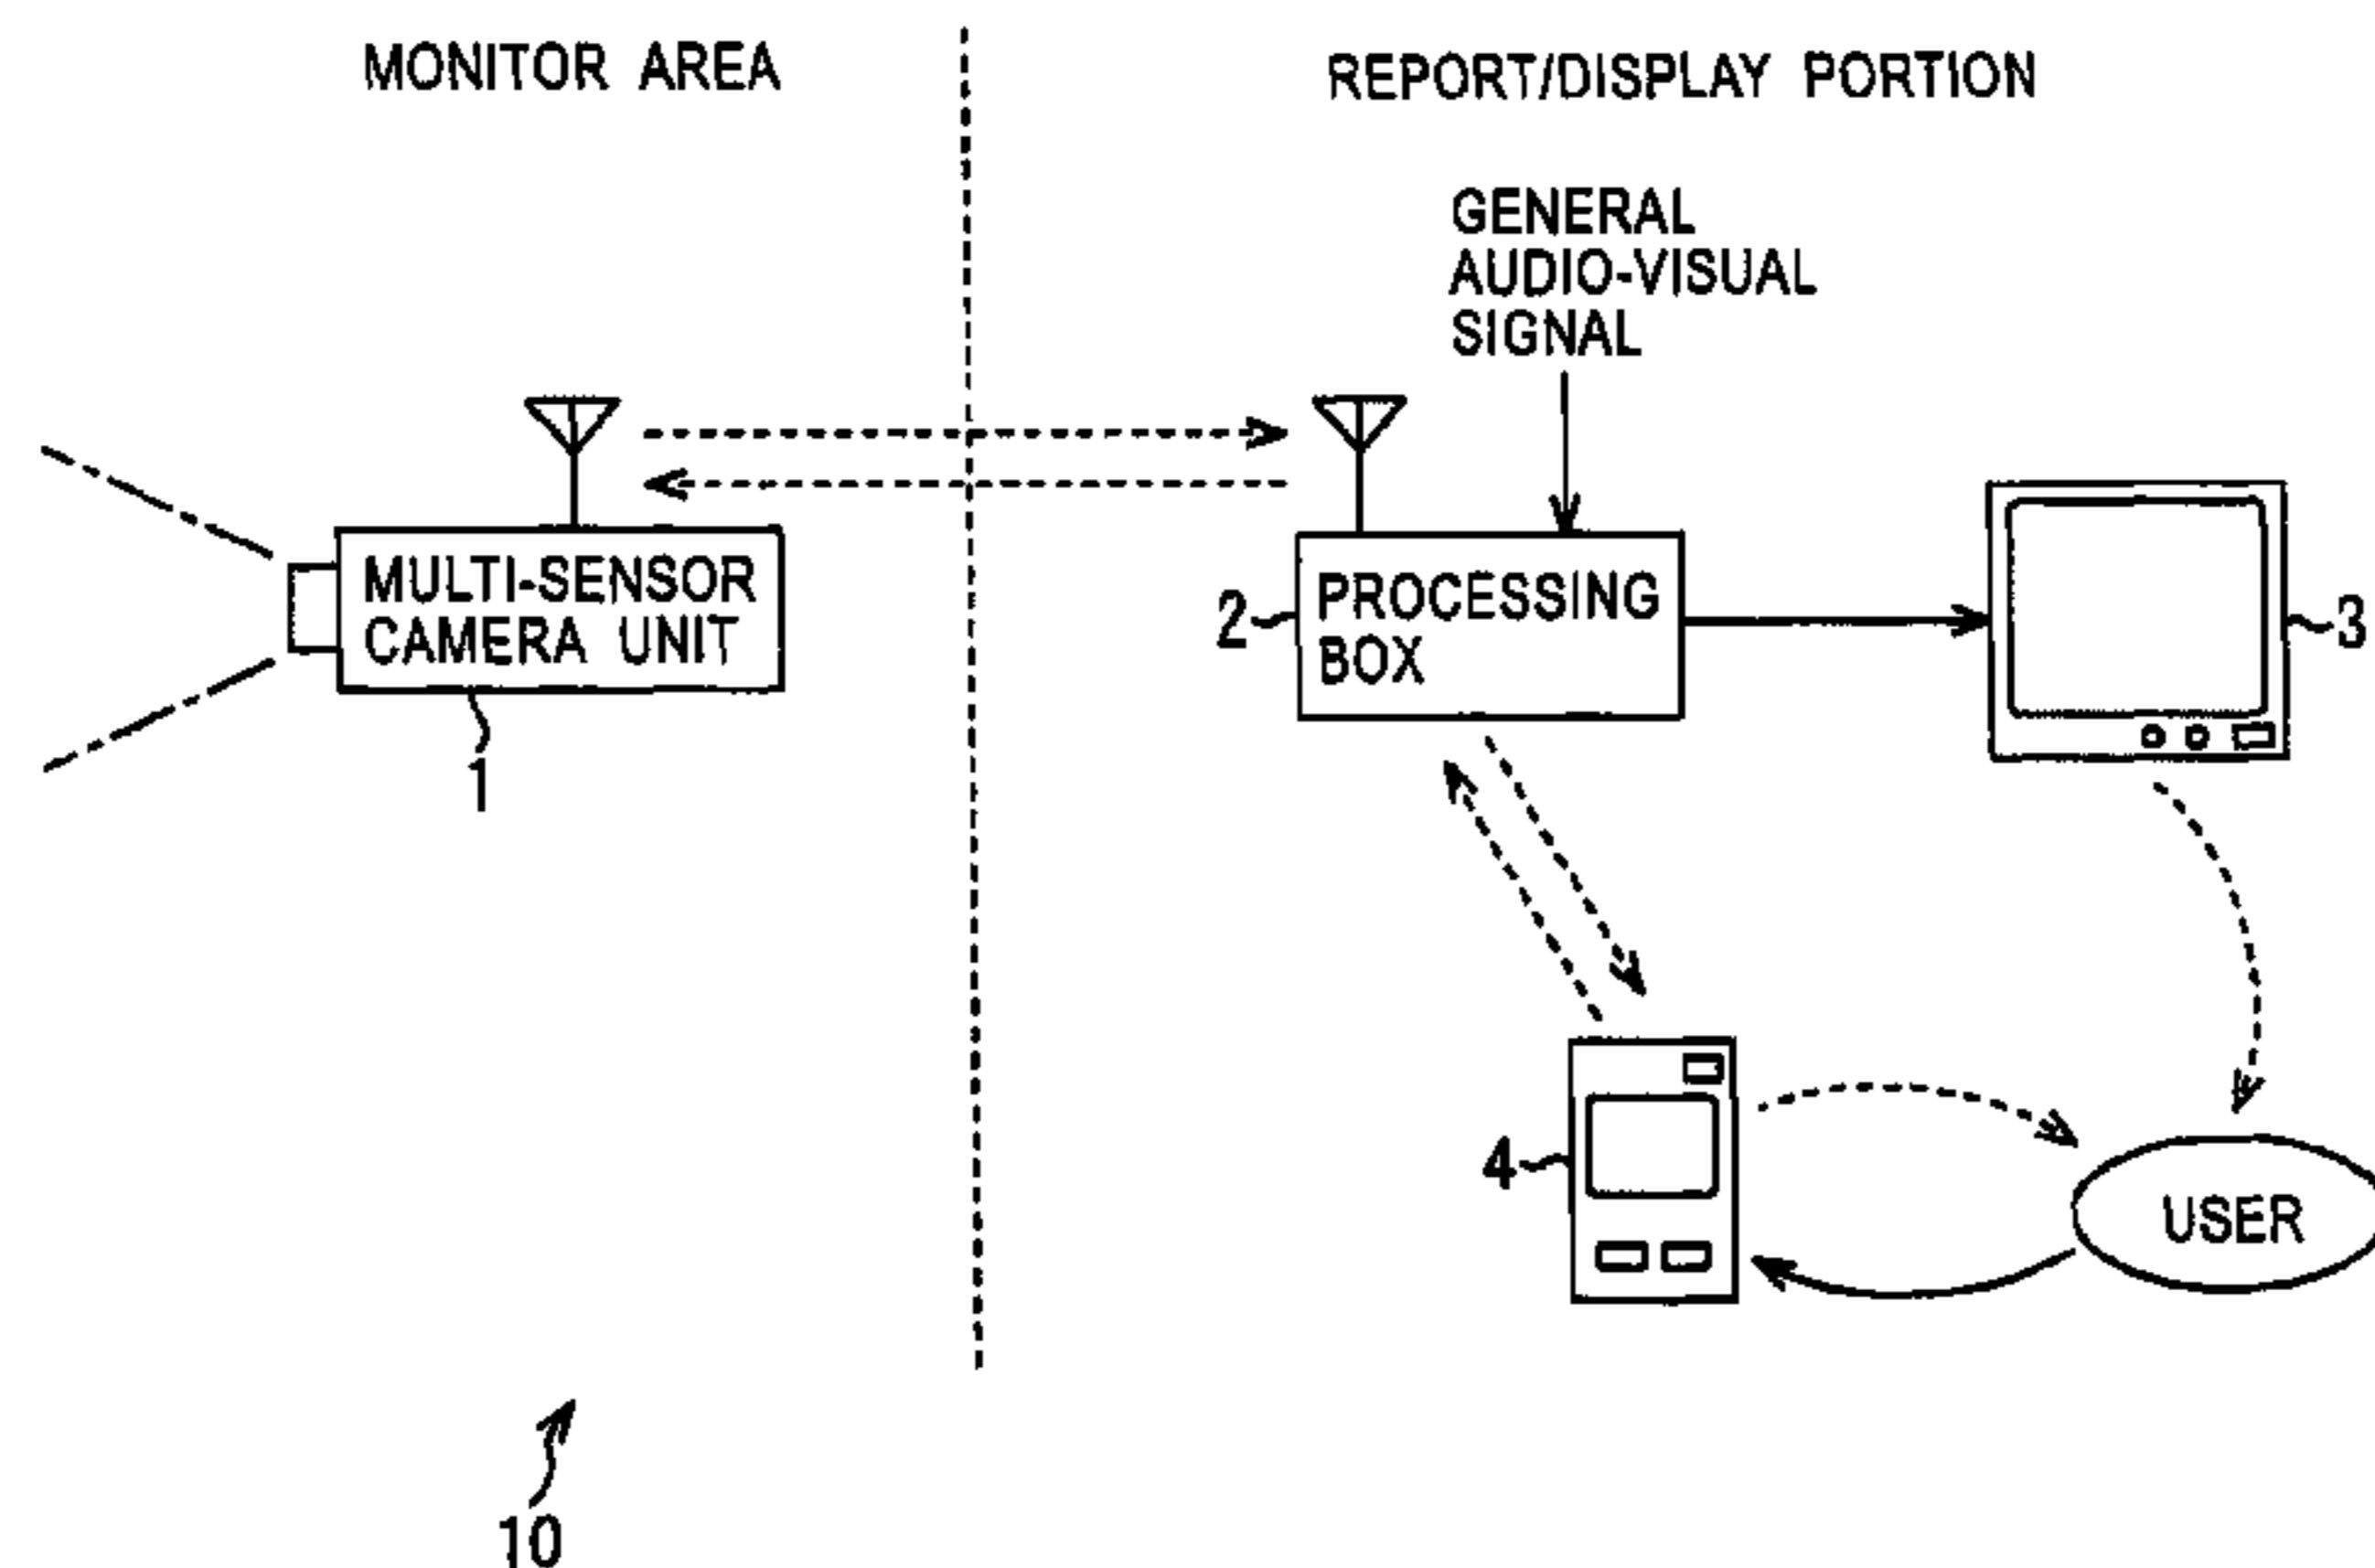 MONITOR AREA
REPORT/DISPLAY PORTION
GENERAL
AUDIO-VISUAL
SIGNAL
MULTI-SENSOR
CAMERA UNIT
1
2
PROCESSING
BOX
3
4
USER
10